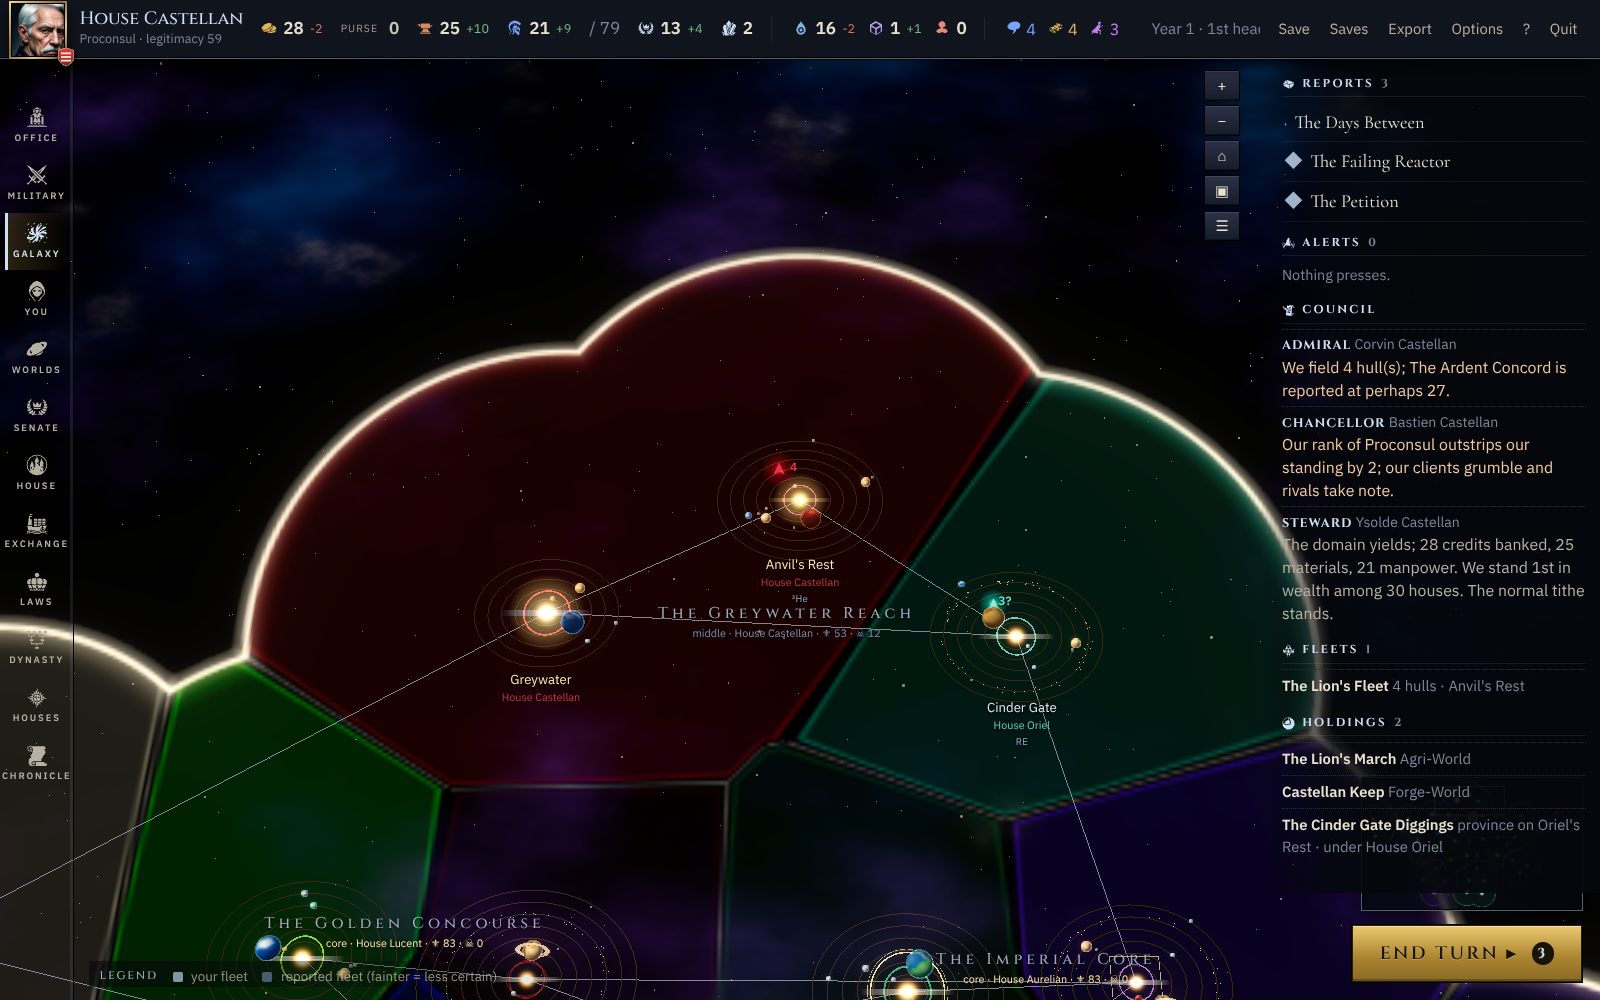 House Castellan
Proconsul · legitimacy 59
28 -2 PURSE 0 25 +10 21 +9 / 79 13 +4 2 16 -2 1 +1 0 4 4 3
Year 1 · 1st hea
Save Saves Export Options ? Quit
OFFICE
MILITARY
GALAXY
YOU
WORLDS
SENATE
HOUSE
EXCHANGE
LAWS
DYNASTY
HOUSES
CHRONICLE
+
−
4
Anvil's Rest
House Castellan
³He
The Greywater Reach
middle · House Castellan · 53 · 12
Greywater
House Castellan
3?
Cinder Gate
House Oriel
RE
The Golden Concourse
core · House Lucent · 83 · 0
The Imperial Core
core · House Aurelian · 83 · 0
LEGEND your fleet reported fleet (fainter = less certain)
REPORTS 3
· The Days Between
The Failing Reactor
The Petition
ALERTS 0
Nothing presses.
COUNCIL
ADMIRAL Corvin Castellan
We field 4 hull(s); The Ardent Concord is
reported at perhaps 27.
CHANCELLOR Bastien Castellan
Our rank of Proconsul outstrips our
standing by 2; our clients grumble and
rivals take note.
STEWARD Ysolde Castellan
The domain yields; 28 credits banked, 25
materials, 21 manpower. We stand 1st in
wealth among 30 houses. The normal tithe
stands.
FLEETS 1
The Lion's Fleet 4 hulls · Anvil's Rest
HOLDINGS 2
The Lion's March Agri-World
Castellan Keep Forge-World
The Cinder Gate Diggings province on Oriel's
Rest · under House Oriel
END TURN ▸ 3